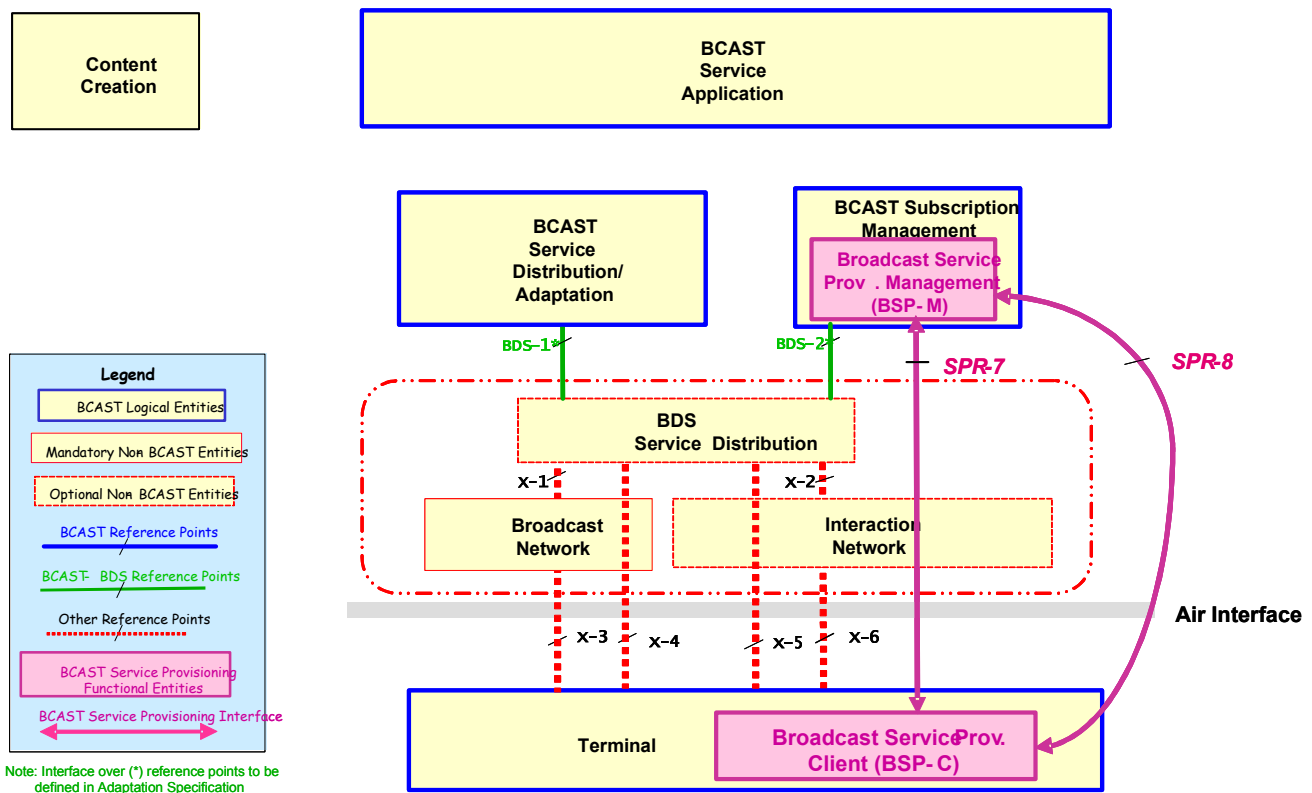 Content
Creation
BCAST
Service
Application
BCAST
Service
Distribution/
Adaptation
BCAST Subscription
Management
Broadcast Service
Prov . Management
(BSP- M)
BDS-1*
BDS-2*
SPR-7
SPR-8
BDS
Service Distribution
X-1
X-2
Broadcast
Network
Interaction
Network
Air Interface
X-3
X-4
X-5
X-6
Terminal
Broadcast Service Prov.
Client (BSP- C)
Legend
BCAST Logical Entities
Mandatory Non BCAST Entities
Optional Non BCAST Entities
BCAST Reference Points
BCAST- BDS Reference Points
Other Reference Points
BCAST Service Provisioning
Functional Entities
BCAST Service Provisioning Interface
Note: Interface over (*) reference points to be
defined in Adaptation Specification